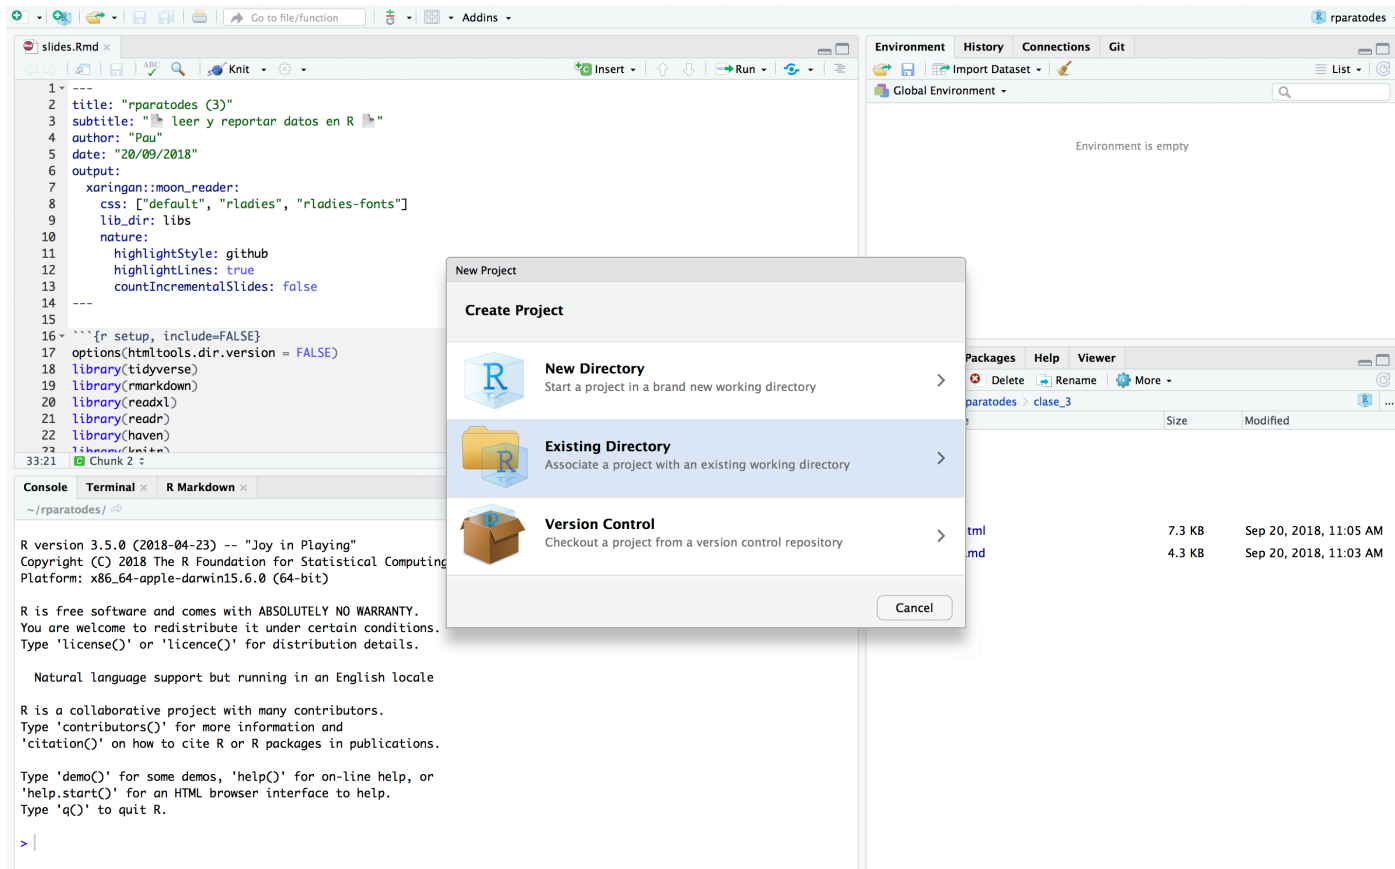 Go to file/function
Addins
rparatodes
slides.Rmd
ABC
Knit
Insert
Run
1 ---
2 title: "rparatodes (3)"
3 subtitle: "📄 leer y reportar datos en R 📄"
4 author: "Pau"
5 date: "20/09/2018"
6 output:
7 xaringan::moon_reader:
8 css: ["default", "rladies", "rladies-fonts"]
9 lib_dir: libs
10 nature:
11 highlightStyle: github
12 highlightLines: true
13 countIncrementalSlides: false
14 ---
15
16 ```{r setup, include=FALSE}
17 options(htmltools.dir.version = FALSE)
18 library(tidyverse)
19 library(rmarkdown)
20 library(readxl)
21 library(readr)
22 library(haven)
23 library(knitr)
33:21 C Chunk 2
Console Terminal R Markdown
~/rparatodes/
R version 3.5.0 (2018-04-23) -- "Joy in Playing"
Copyright (C) 2018 The R Foundation for Statistical Computing
Platform: x86_64-apple-darwin15.6.0 (64-bit)
R is free software and comes with ABSOLUTELY NO WARRANTY.
You are welcome to redistribute it under certain conditions.
Type 'license()' or 'licence()' for distribution details.
Natural language support but running in an English locale
R is a collaborative project with many contributors.
Type 'contributors()' for more information and
'citation()' on how to cite R or R packages in publications.
Type 'demo()' for some demos, 'help()' for on-line help, or
'help.start()' for an HTML browser interface to help.
Type 'q()' to quit R.
>
New Project
Create Project
R
New Directory
Start a project in a brand new working directory
R
Existing Directory
Associate a project with an existing working directory
R
Version Control
Checkout a project from a version control repository
Cancel
Environment History Connections Git
Import Dataset List
Global Environment
Environment is empty
Packages Help Viewer
Delete Rename More
paratodes > clase_3 R ...
Size Modified
tml 7.3 KB Sep 20, 2018, 11:05 AM
md 4.3 KB Sep 20, 2018, 11:03 AM